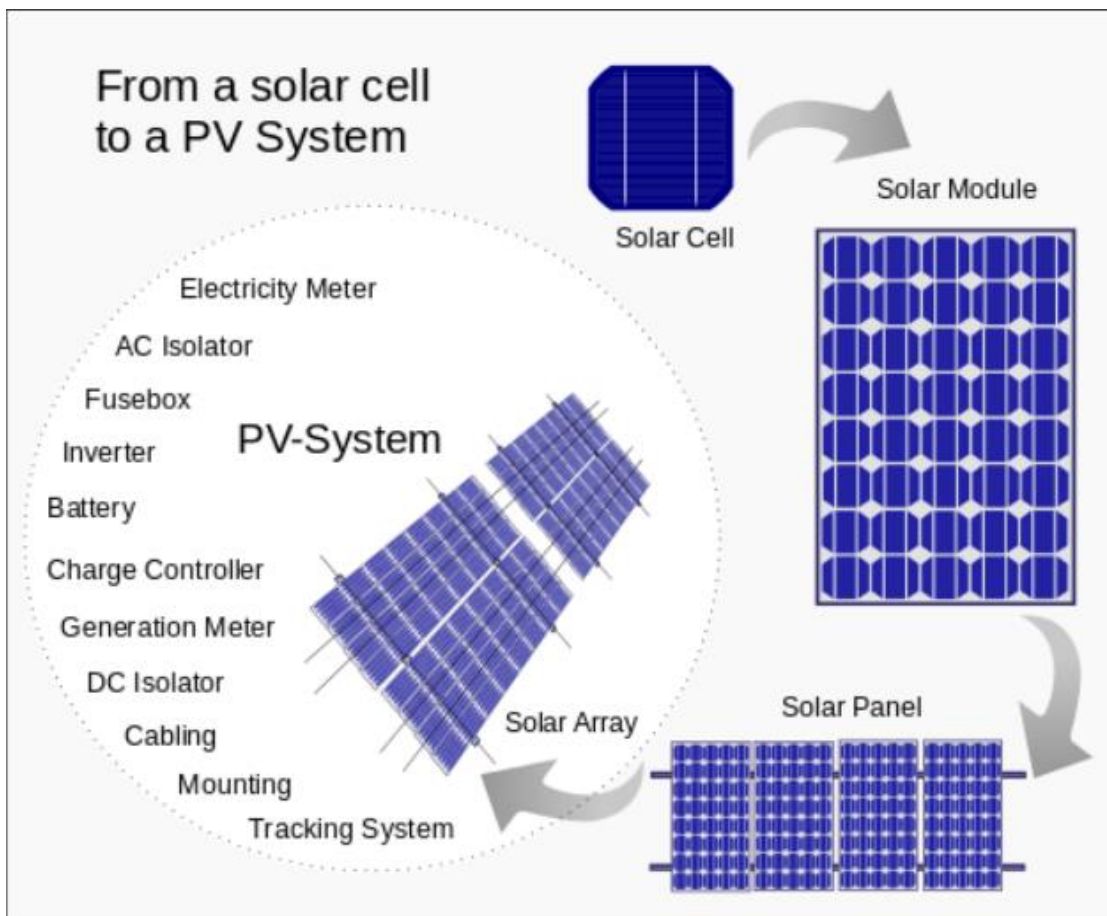 From a solar cell
to a PV System
Solar Cell
Solar Module
Electricity Meter
AC Isolator
Fusebox
PV-System
Inverter
Battery
Charge Controller
Generation Meter
DC Isolator
Cabling
Mounting
Tracking System
Solar Array
Solar Panel